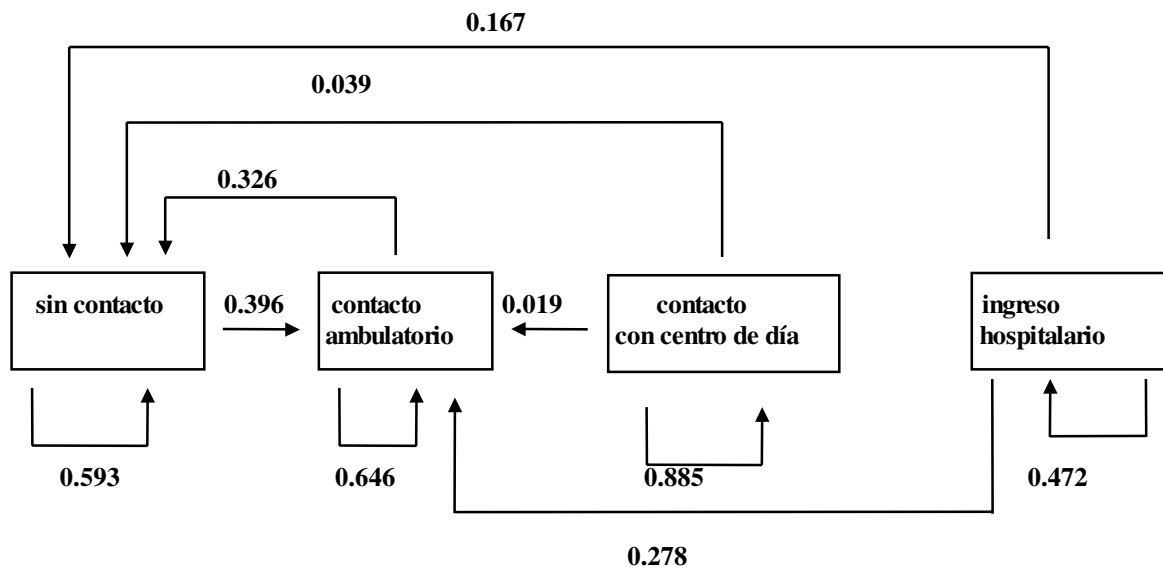 0.167
0.039
0.326
sin contacto
0.396
contacto
ambulatorio
0.019
contacto
con centro de día
ingreso
hospitalario
0.593
0.646
0.885
0.472
0.278